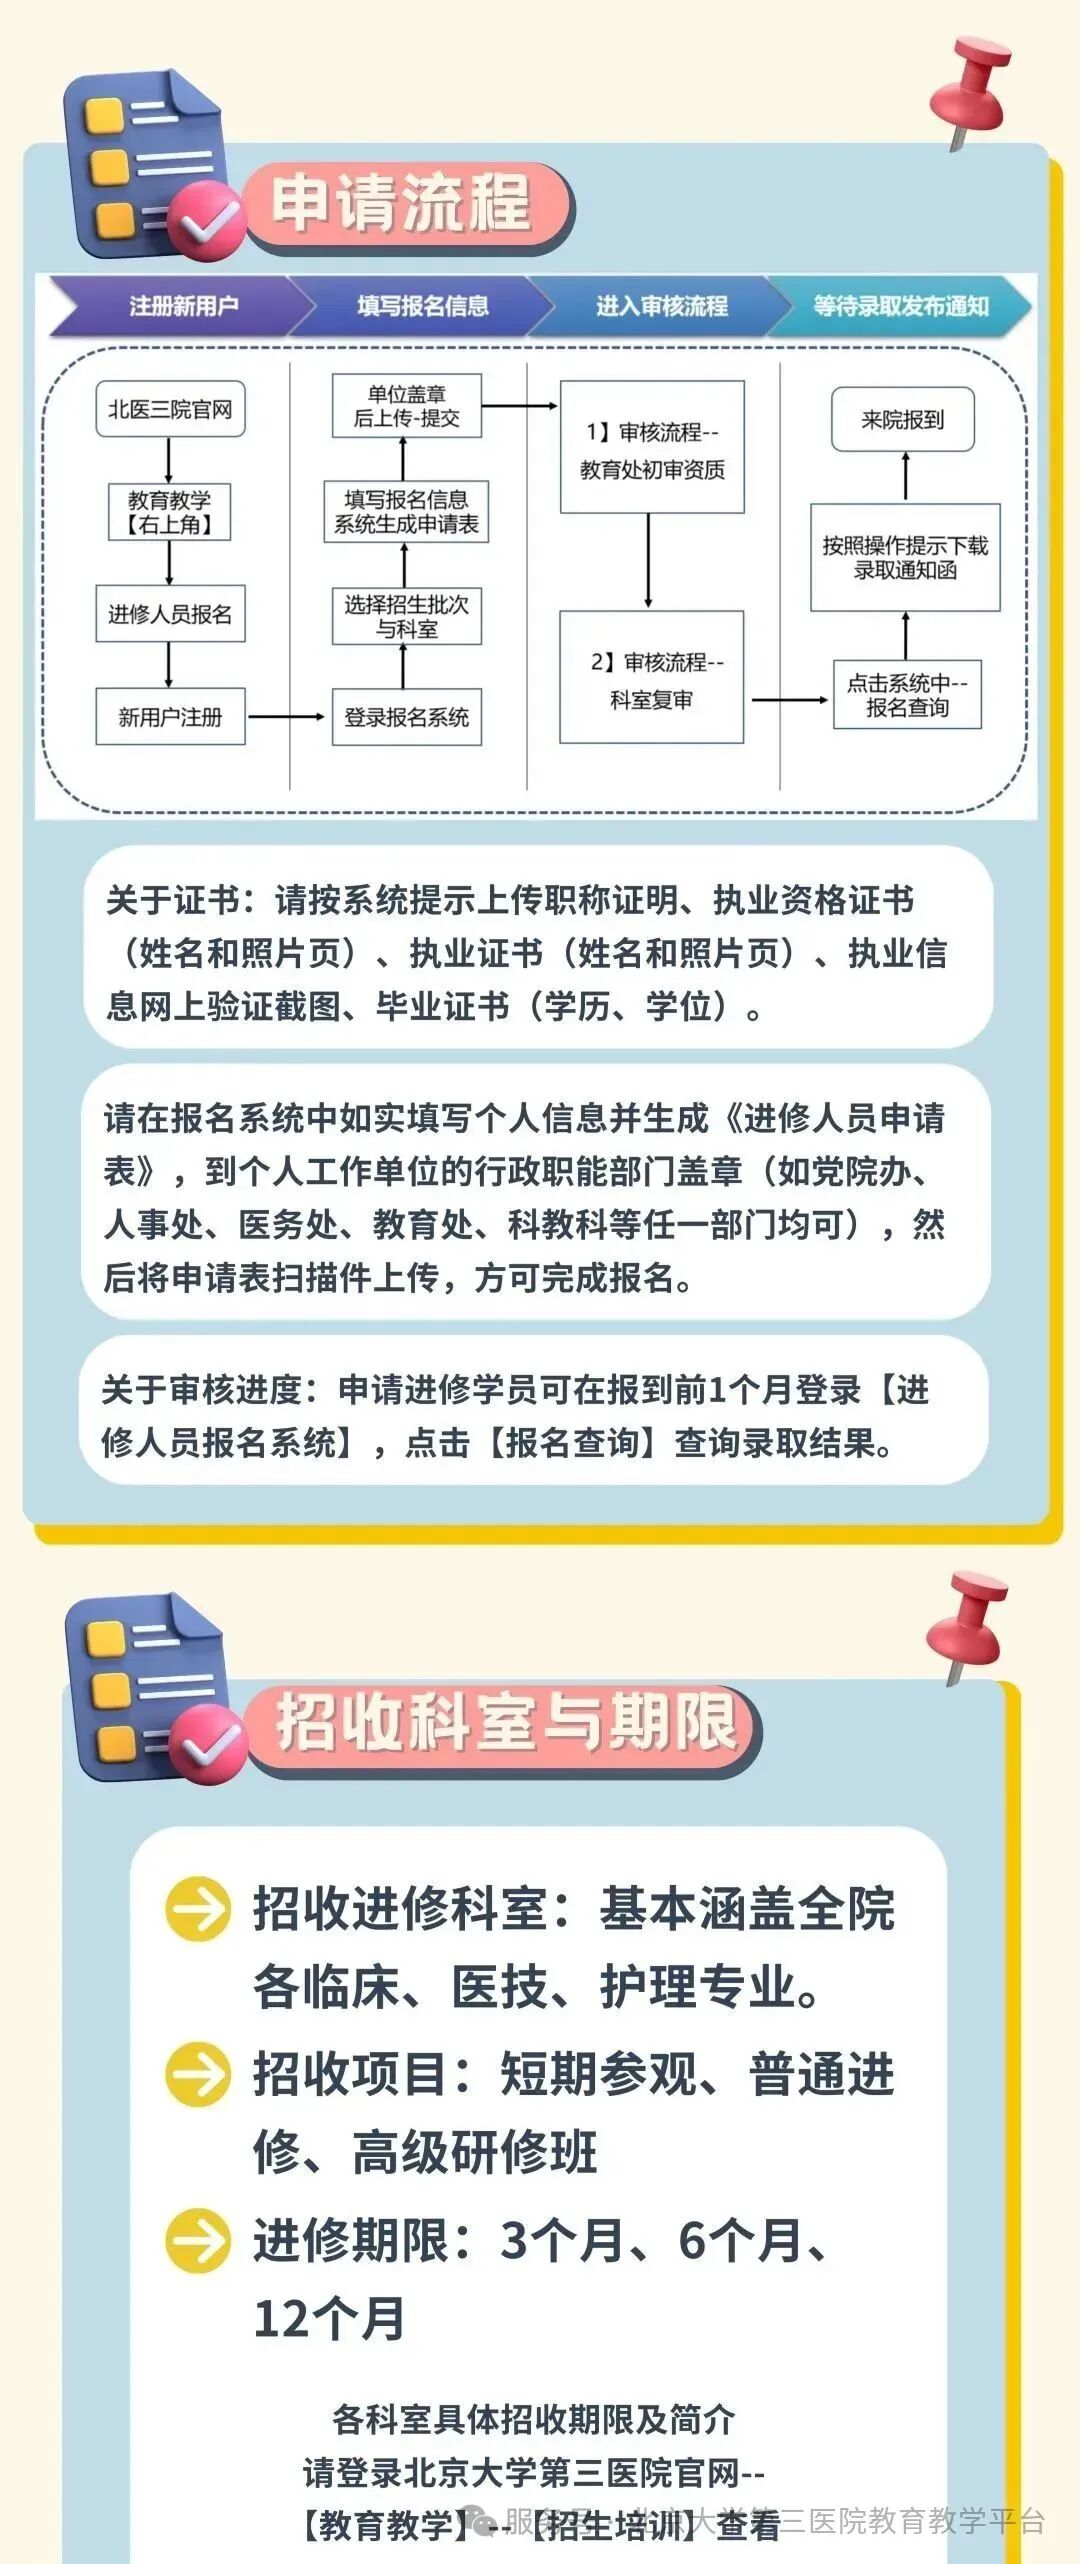 申请流程
注册新用户
填写报名信息
进入审核流程
等待录取发布通知
北医三院官网
教育教学
【右上角】
进修人员报名
新用户注册
单位盖章
后上传-提交
填写报名信息
系统生成申请表
选择招生批次
与科室
登录报名系统
1】审核流程--
教育处初审资质
2】审核流程--
科室复审
来院报到
按照操作提示下载
录取通知函
点击系统中--
报名查询
关于证书：请按系统提示上传职称证明、执业资格证书
（姓名和照片页）、执业证书（姓名和照片页）、执业信
息网上验证截图、毕业证书（学历、学位）。
请在报名系统中如实填写个人信息并生成《进修人员申请
表》，到个人工作单位的行政职能部门盖章（如党院办、
人事处、医务处、教育处、科教科等任一部门均可），然
后将申请表扫描件上传，方可完成报名。
关于审核进度：申请进修学员可在报到前1个月登录【进
修人员报名系统】，点击【报名查询】查询录取结果。
招收科室与期限
招收进修科室：基本涵盖全院
各临床、医技、护理专业。
招收项目：短期参观、普通进
修、高级研修班
进修期限：3个月、6个月、
12个月
各科室具体招收期限及简介
请登录北京大学第三医院官网--
【教育教学】--【招生培训】查看
服务号 · 北京大学第三医院教育教学平台